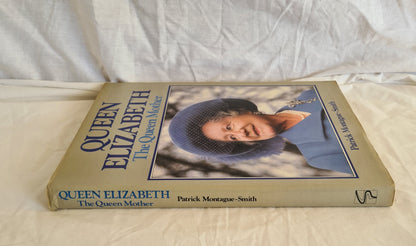 QUEEN
ELIZABETH
The Queen Mother
Patrick Montague-Smith
QUEEN ELIZABETH
The Queen Mother
Patrick Montague-Smith